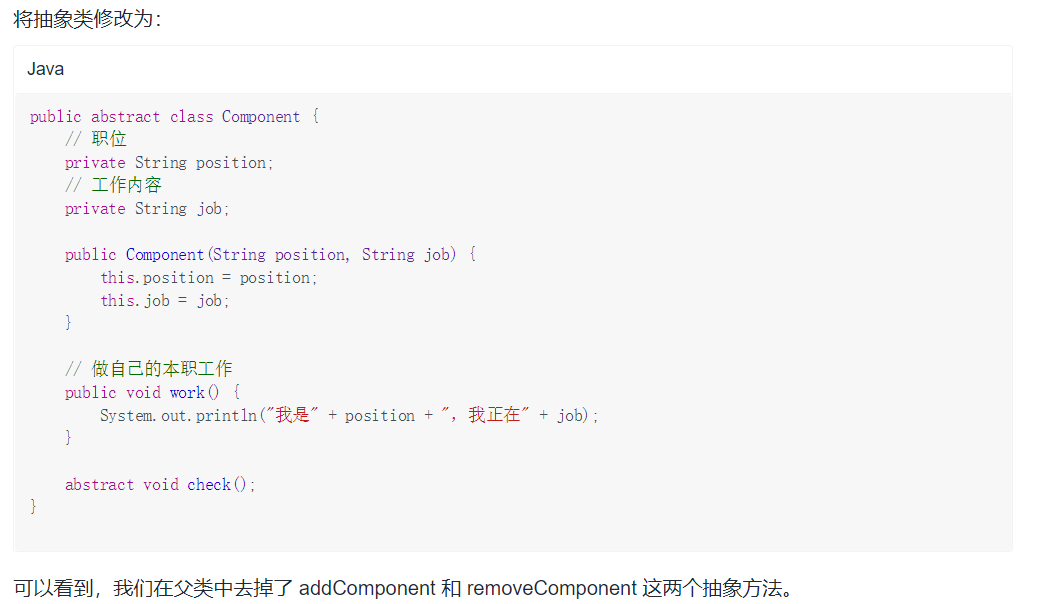 将抽象类修改为：
Java
public abstract class Component {
    // 职位
    private String position;
    // 工作内容
    private String job;

    public Component(String position, String job) {
        this.position = position;
        this.job = job;
    }

    // 做自己的本职工作
    public void work() {
        System.out.println("我是" + position + "，我正在" + job);
    }

    abstract void check();
}
可以看到，我们在父类中去掉了 addComponent 和 removeComponent 这两个抽象方法。